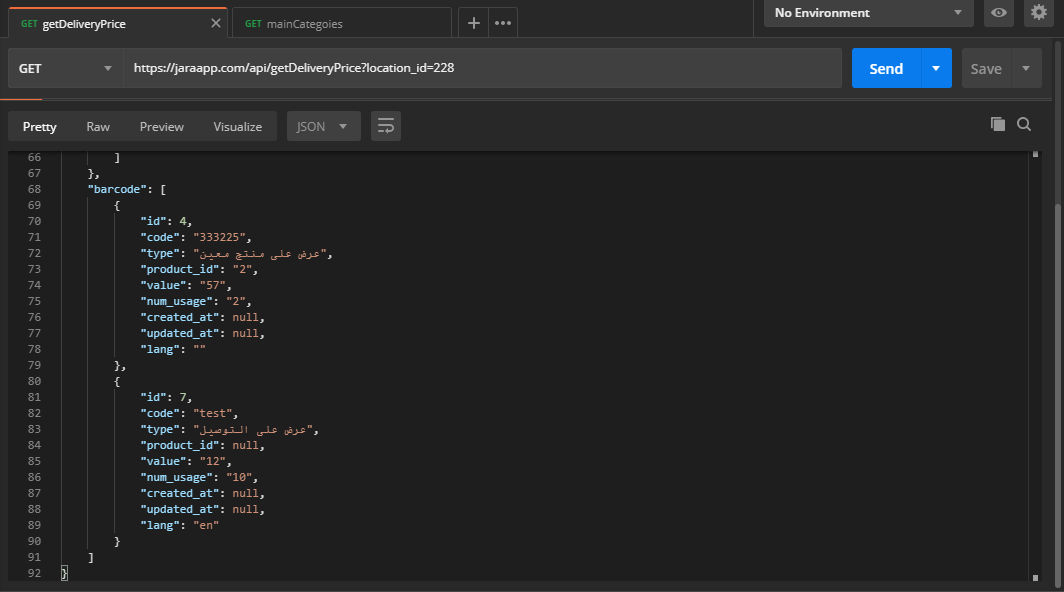 GET getDeliveryPrice
GET mainCategoies
No Environment
GET https://jaraapp.com/api/getDeliveryPrice?location_id=228 Send Save
Pretty Raw Preview Visualize JSON
66 ]
67 },
68 "barcode": [
69 {
70 "id": 4,
71 "code": "333225",
72 "type": "عرض على منتج معين",
73 "product_id": "2",
74 "value": "57",
75 "num_usage": "2",
76 "created_at": null,
77 "updated_at": null,
78 "lang": ""
79 },
80 {
81 "id": 7,
82 "code": "test",
83 "type": "عرض على التوصيل",
84 "product_id": null,
85 "value": "12",
86 "num_usage": "10",
87 "created_at": null,
88 "updated_at": null,
89 "lang": "en"
90 }
91 ]
92 }